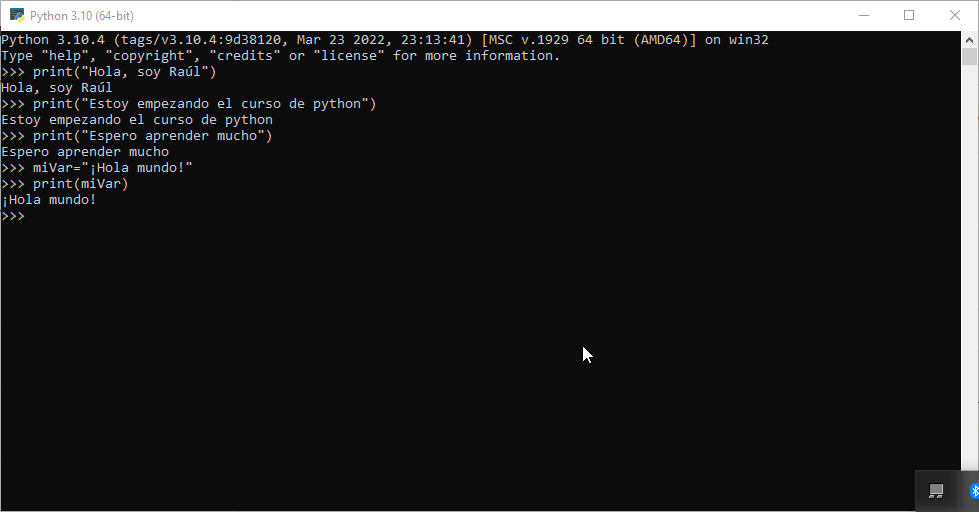 Python 3.10 (64-bit)
Python 3.10.4 (tags/v3.10.4:9d38120, Mar 23 2022, 23:13:41) [MSC v.1929 64 bit (AMD64)] on win32
Type "help", "copyright", "credits" or "license" for more information.
>>> print("Hola, soy Raúl")
Hola, soy Raúl
>>> print("Estoy empezando el curso de python")
Estoy empezando el curso de python
>>> print("Espero aprender mucho")
Espero aprender mucho
>>> miVar="¡Hola mundo!"
>>> print(miVar)
¡Hola mundo!
>>>